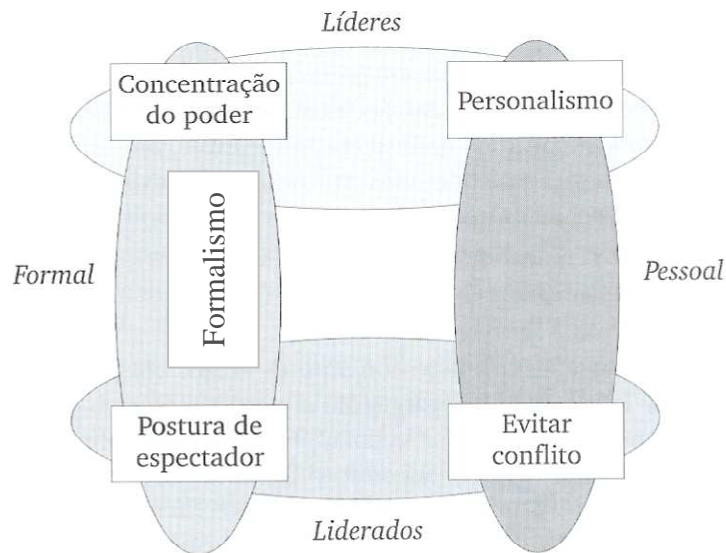 Líderes
Concentração
do poder
Personalismo
Formalismo
Formal
Pessoal
Postura de
espectador
Evitar
conflito
Liderados